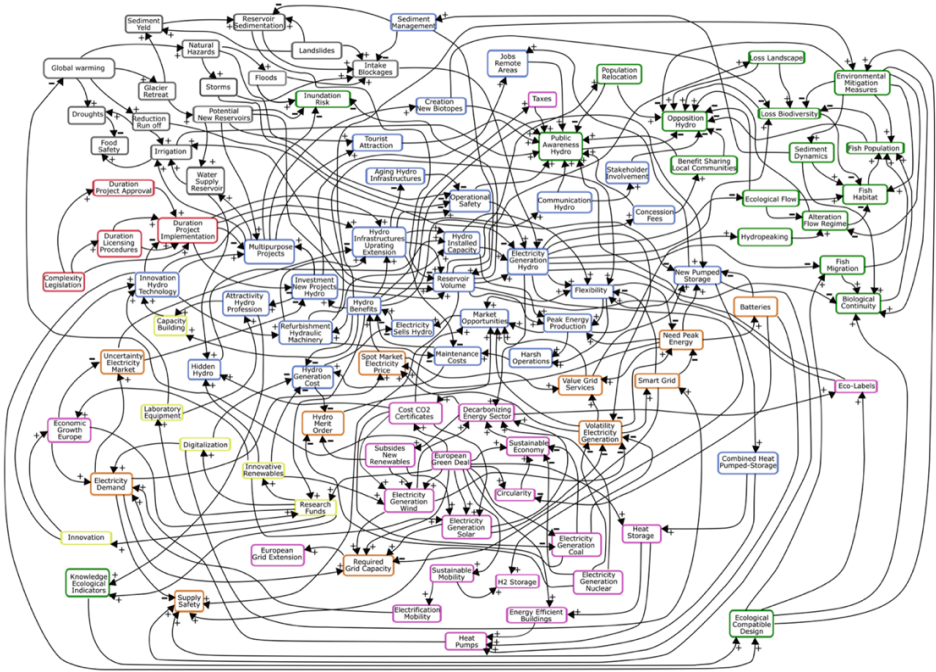 Sediment
Yeld
Reservoir
Sedimentation
Sediment
Management
Natural
Hazards
Landslides
Jobs
Remote
Areas
Loss Landscape
Global warming
Intake
Blockages
Floods
Population
Relocation
Environmental
Mitigation
Measures
Glacier
Retreat
Storms
Inundation
Risk
Creation
New Biotopes
Taxes
Droughts
Reduction
Run off
Potential
New Reservoirs
Opposition
Hydro
Loss Biodiversity
Food
Safety
Irrigation
Tourist
Attraction
Public
Awareness
Hydro
Sediment
Dynamics
Fish Population
Water
Supply
Reservoir
Aging Hydro
Infrastructures
Stakeholder
Involvement
Benefit Sharing
Local Communities
Duration
Project Approval
Operational
Safety
Communication
Hydro
Concession
Fees
Ecological Flow
Fish
Habitat
Duration
Project
Implementation
Alteration
Flow Regime
Duration
Licensing
Procedures
Multipurpose
Projects
Hydro
Infrastructures
Uprating
Extension
Hydro
Installed
Capacity
Electricity
Generation
Hydro
Hydropeaking
Complexity
Legislation
Innovation
Hydro
Technology
Investment
New Projects
Hydro
Reservoir
Volume
Flexibility
New Pumped
Storage
Fish
Migration
Attractivity
Hydro
Profession
Hydro
Benefits
Market
Opportunities
Peak Energy
Production
Batteries
Biological
Continuity
Capacity
Building
Refurbishment
Hydraulic
Machinery
Electricity
Sells Hydro
Need Peak
Energy
Uncertainty
Electricity
Market
Hidden
Hydro
Hydro
Generation
Cost
Spot Market
Electricity
Price
Maintenance
Costs
Harsh
Operations
Value Grid
Services
Smart Grid
Eco-Labels
Economic
Growth
Europe
Laboratory
Equipment
Hydro
Merit
Order
Cost CO2
Certificates
Decarbonizing
Energy Sector
Volatility
Electricity
Generation
Digitalization
Subsides
New
Renewables
European
Green Deal
Sustainable
Economy
Combined Heat
Pumped-Storage
Electricity
Demand
Innovative
Renewables
Electricity
Generation
Wind
Circularity
Research
Funds
Electricity
Generation
Solar
Innovation
European
Grid Extension
Required
Grid Capacity
Electricity
Generation
Coal
Heat
Storage
Knowledge
Ecological
Indicators
Sustainable
Mobility
H2 Storage
Electricity
Generation
Nuclear
Supply
Safety
Electrification
Mobility
Energy Efficient
Buildings
Ecological
Compatible
Design
Heat
Pumps